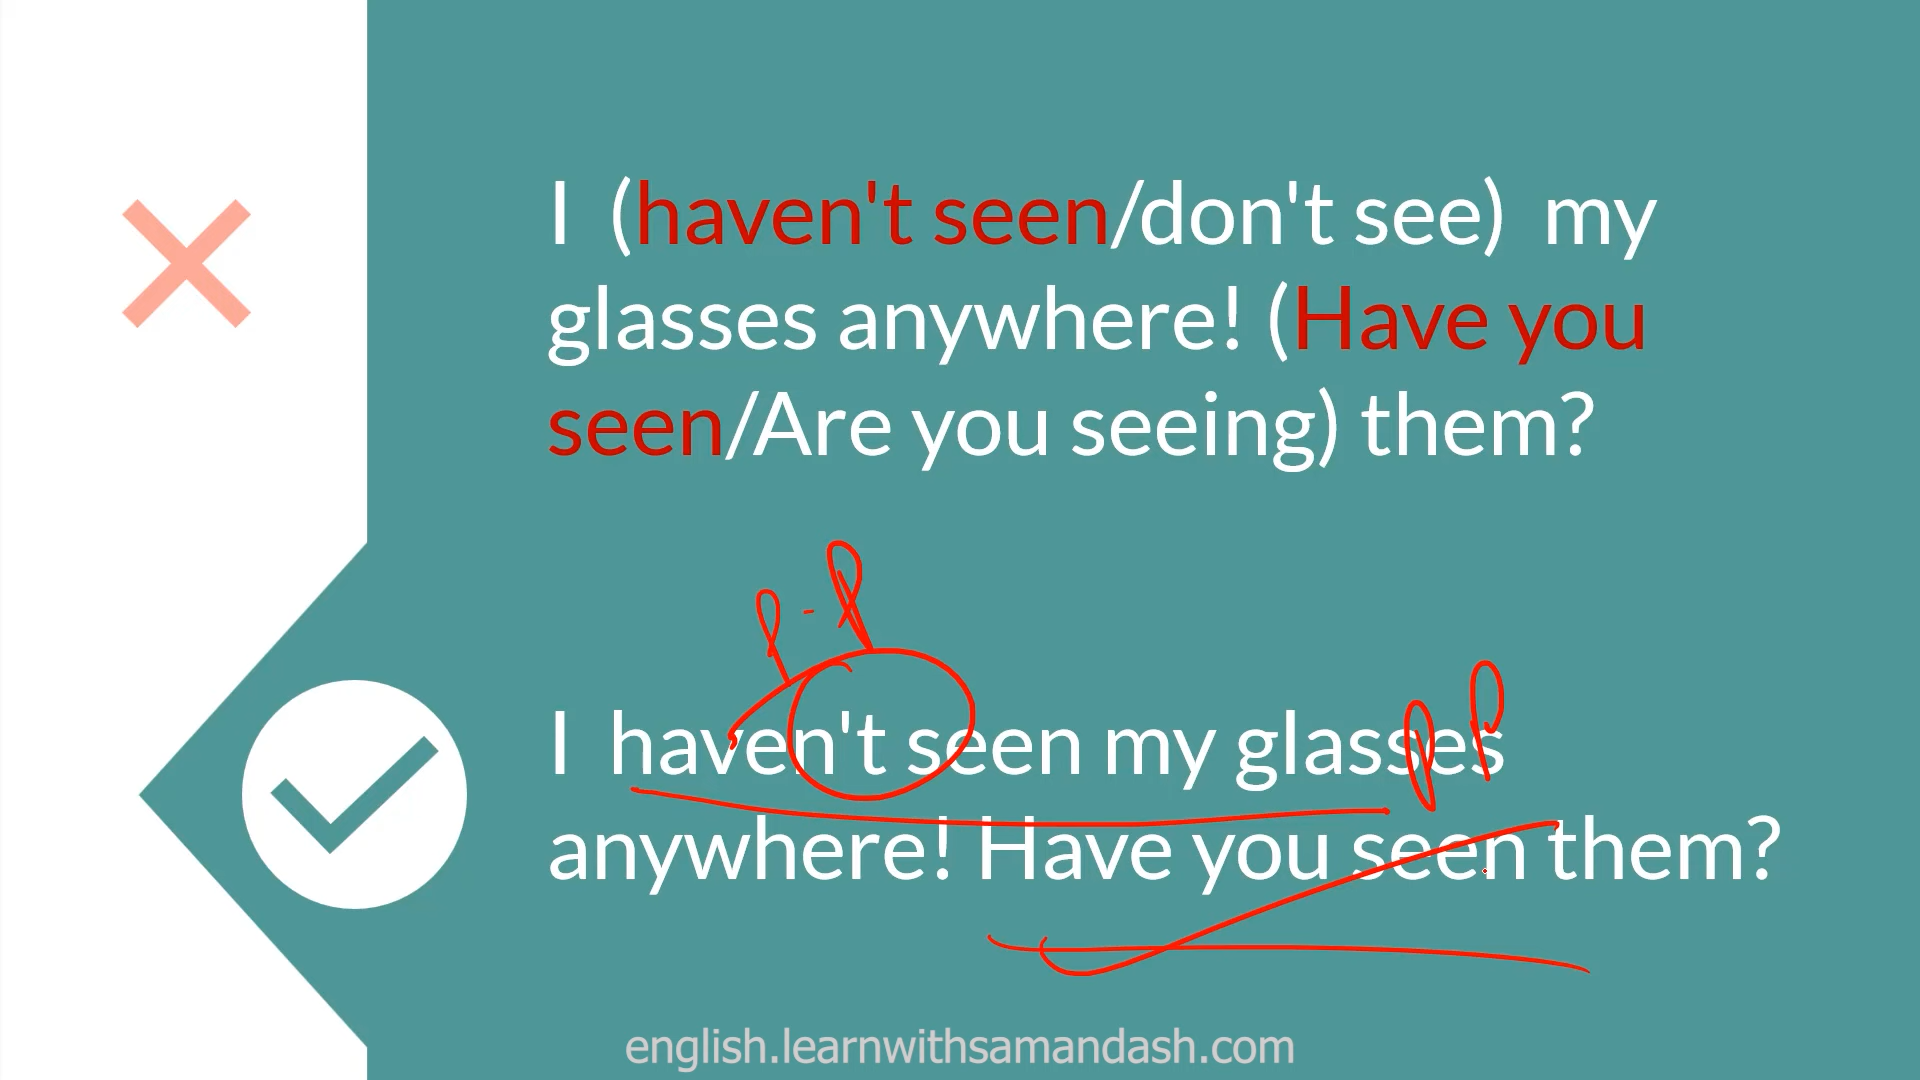 I (haven't seen/don't see) my
glasses anywhere! (Have you
seen/Are you seeing) them?
p-p
I haven't seen my glasses
pp
anywhere! Have you seen them?
english.learnwithsamandash.com